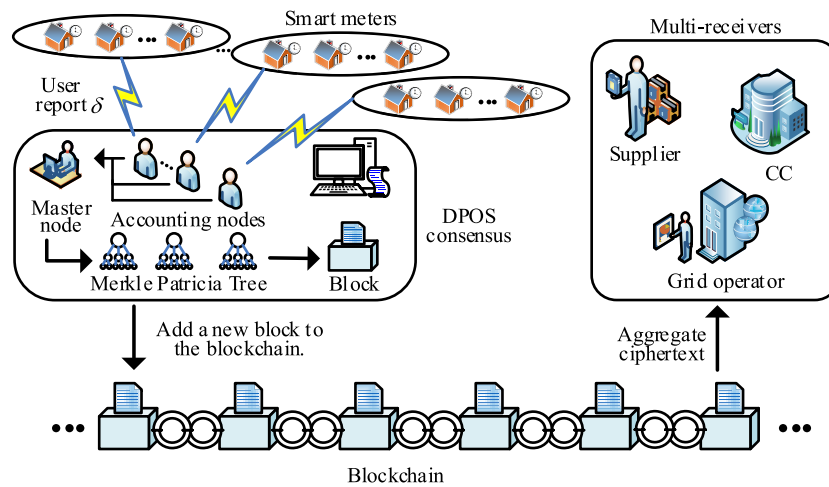 Smart meters
Multi-receivers
User
report δ
Supplier
CC
Master
node
Accounting nodes
DPOS
consensus
Merkle Patricia Tree
Block
Grid operator
Add a new block to
the blockchain.
Aggregate
ciphertext
Blockchain